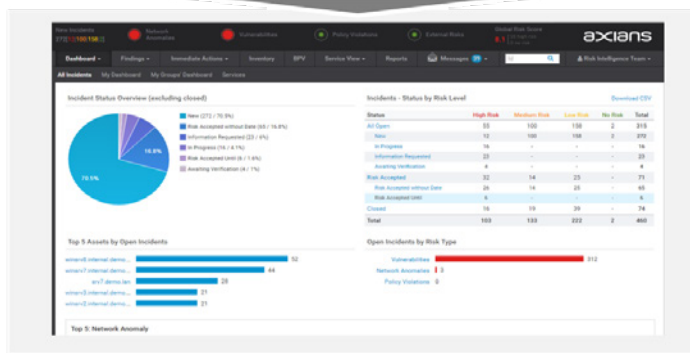 New Incidents
Network Anomalies
Vulnerabilities
Policy Violations
External Risks
Global Risk Score
axians
Dashboard
Findings
Immediate Actions
Inventory
Service View
Reports
Messages
Risk Intelligence Team
All Incidents My Dashboard My Groups' Dashboard Services
Incident Status Overview (excluding closed)
New (272 / 70.5%)
Risk Accepted without Date (65 / 16.8%)
Information Requested (23 / 6%)
In Progress (16 / 4.1%)
Risk Accepted Until (6 / 1.6%)
Awaiting Verification (4 / 1%)
16.8%
70.5%
Incidents - Status by Risk Level
Download CSV
Status High Risk Medium Risk Low Risk No Risk Total
All Open 55 100 158 2 315
New 12 100 158 2 272
In Progress 16 - - - 16
Information Requested 23 - - - 23
Awaiting Verification 4 - - - 4
Risk Accepted 32 14 25 - 71
Risk Accepted without Date 26 14 25 - 65
Risk Accepted Until 6 - - - 6
Closed 16 19 39 - 74
Total 103 133 222 2 460
Top 5 Assets by Open Incidents
52
44
srv7.demo.lan 28
21
21
Open Incidents by Risk Type
Vulnerabilities 312
Network Anomalies 3
Policy Violations 0
Top 5: Network Anomaly